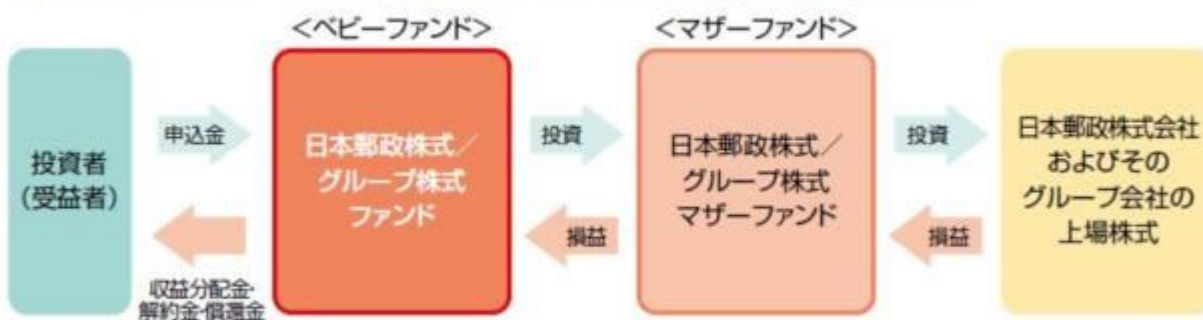 <ベビーファンド>
<マザーファンド>
投資者
(受益者)
申込金
収益分配金・
解約金・償還金
日本郵政株式/
グループ株式
ファンド
投資
損益
日本郵政株式/
グループ株式
マザーファンド
投資
損益
日本郵政株式会社
およびその
グループ会社の
上場株式